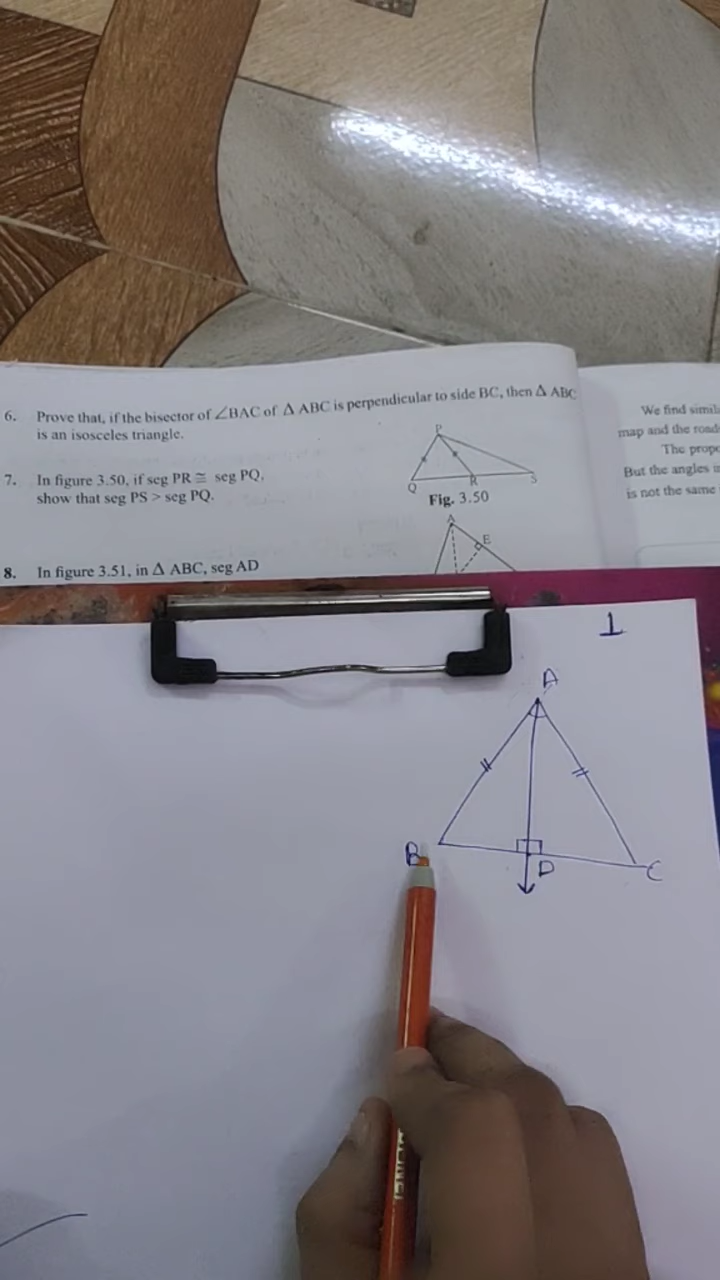 6. Prove that, if the bisector of ∠BAC of Δ ABC is perpendicular to side BC, then Δ ABC
is an isosceles triangle.
7. In figure 3.50, if seg PR ≅ seg PQ,
show that seg PS > seg PQ.
P
Q
R
S
Fig. 3.50
8. In figure 3.51, in Δ ABC, seg AD
A
E
We find
map and the
The
But the angles
is not the same
1
A
B
D
C